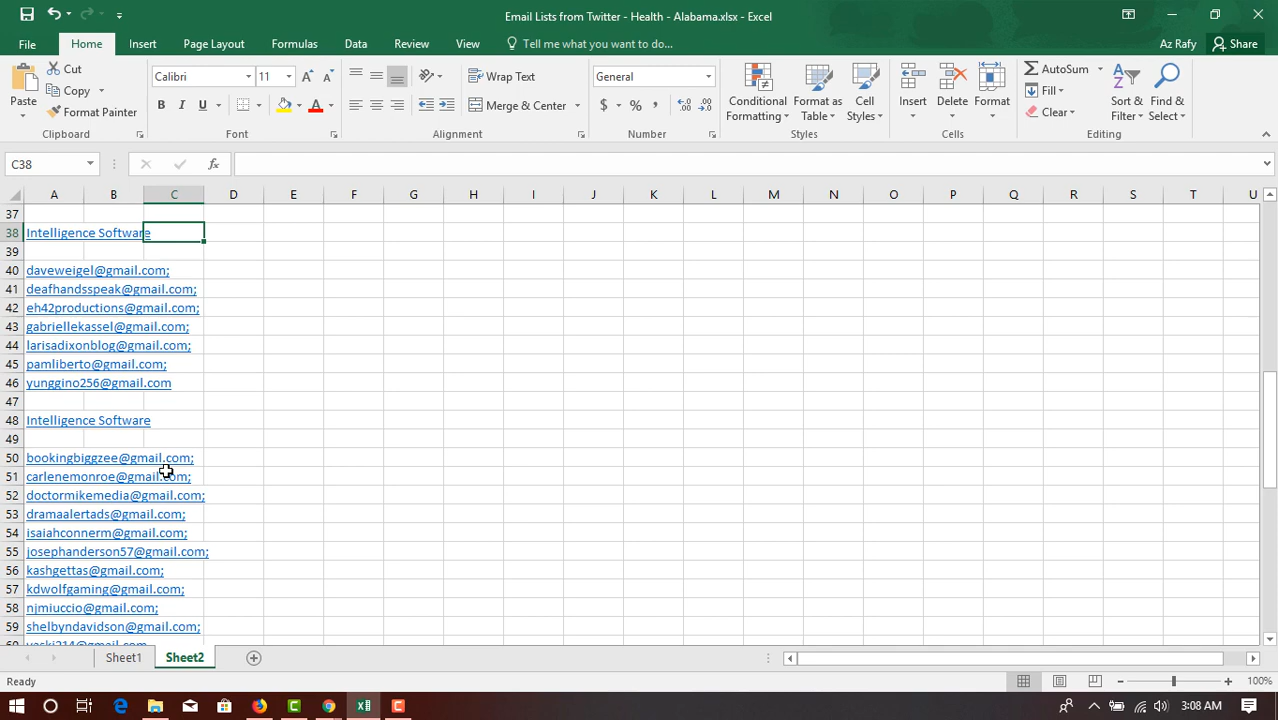 Email Lists from Twitter - Health - Alabama.xlsx - Excel
File Home Insert Page Layout Formulas Data Review View Tell me what you want to do... Az Rafy Share
Paste
Cut
Copy
Format Painter
Clipboard
Calibri 11
B I U
A
Font
Wrap Text
Merge & Center
Alignment
General
$ % ,
Number
Conditional Formatting
Format as Table
Cell Styles
Styles
Insert
Delete
Format
Cells
AutoSum
Fill
Clear
Sort & Filter
Find & Select
Editing
C38 fx
A B C D E F G H I J K L M N O P Q R S T U
37
38 Intelligence Software
39
40 daveweigel@gmail.com;
41 deafhandsspeak@gmail.com;
42 eh42productions@gmail.com;
43 gabriellekassel@gmail.com;
44 larisadixonblog@gmail.com;
45 pamliberto@gmail.com;
46 yunggino256@gmail.com
47
48 Intelligence Software
49
50 bookingbiggzee@gmail.com;
51 carlenemonroe@gmail.com;
52 doctormikemedia@gmail.com;
53 dramaalertads@gmail.com;
54 isaiahconnerm@gmail.com;
55 josephanderson57@gmail.com;
56 kashgettas@gmail.com;
57 kdwolfgaming@gmail.com;
58 njmiuccio@gmail.com;
59 shelbyndavidson@gmail.com;
Sheet1 Sheet2
Ready 100%
3:08 AM